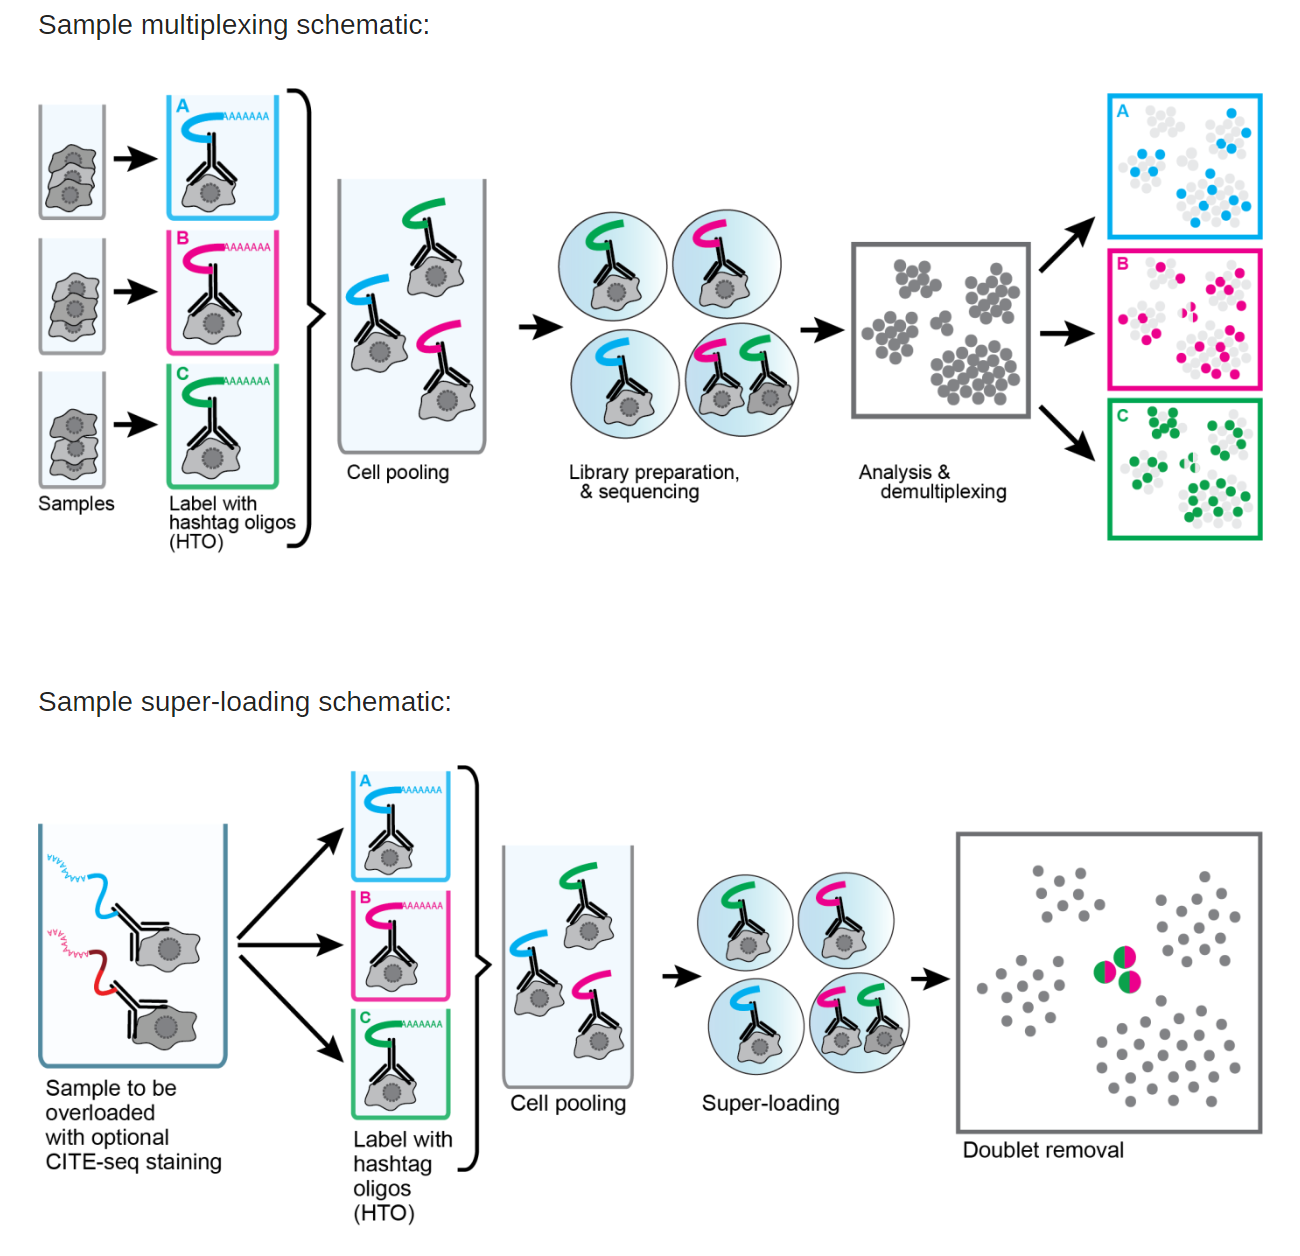 Sample multiplexing schematic:
A
AAAAAAA
B
AAAAAAA
C
AAAAAAA
Samples
Label with
hashtag oligos
(HTO)
Cell pooling
Library preparation,
& sequencing
Analysis &
demultiplexing
A
B
C
Sample super-loading schematic:
AAAAAAA
AAAAAAA
Sample to be
overloaded
with optional
CITE-seq staining
A
AAAAAAA
B
AAAAAAA
C
AAAAAAA
Label with
hashtag
oligos
(HTO)
Cell pooling
Super-loading
Doublet removal